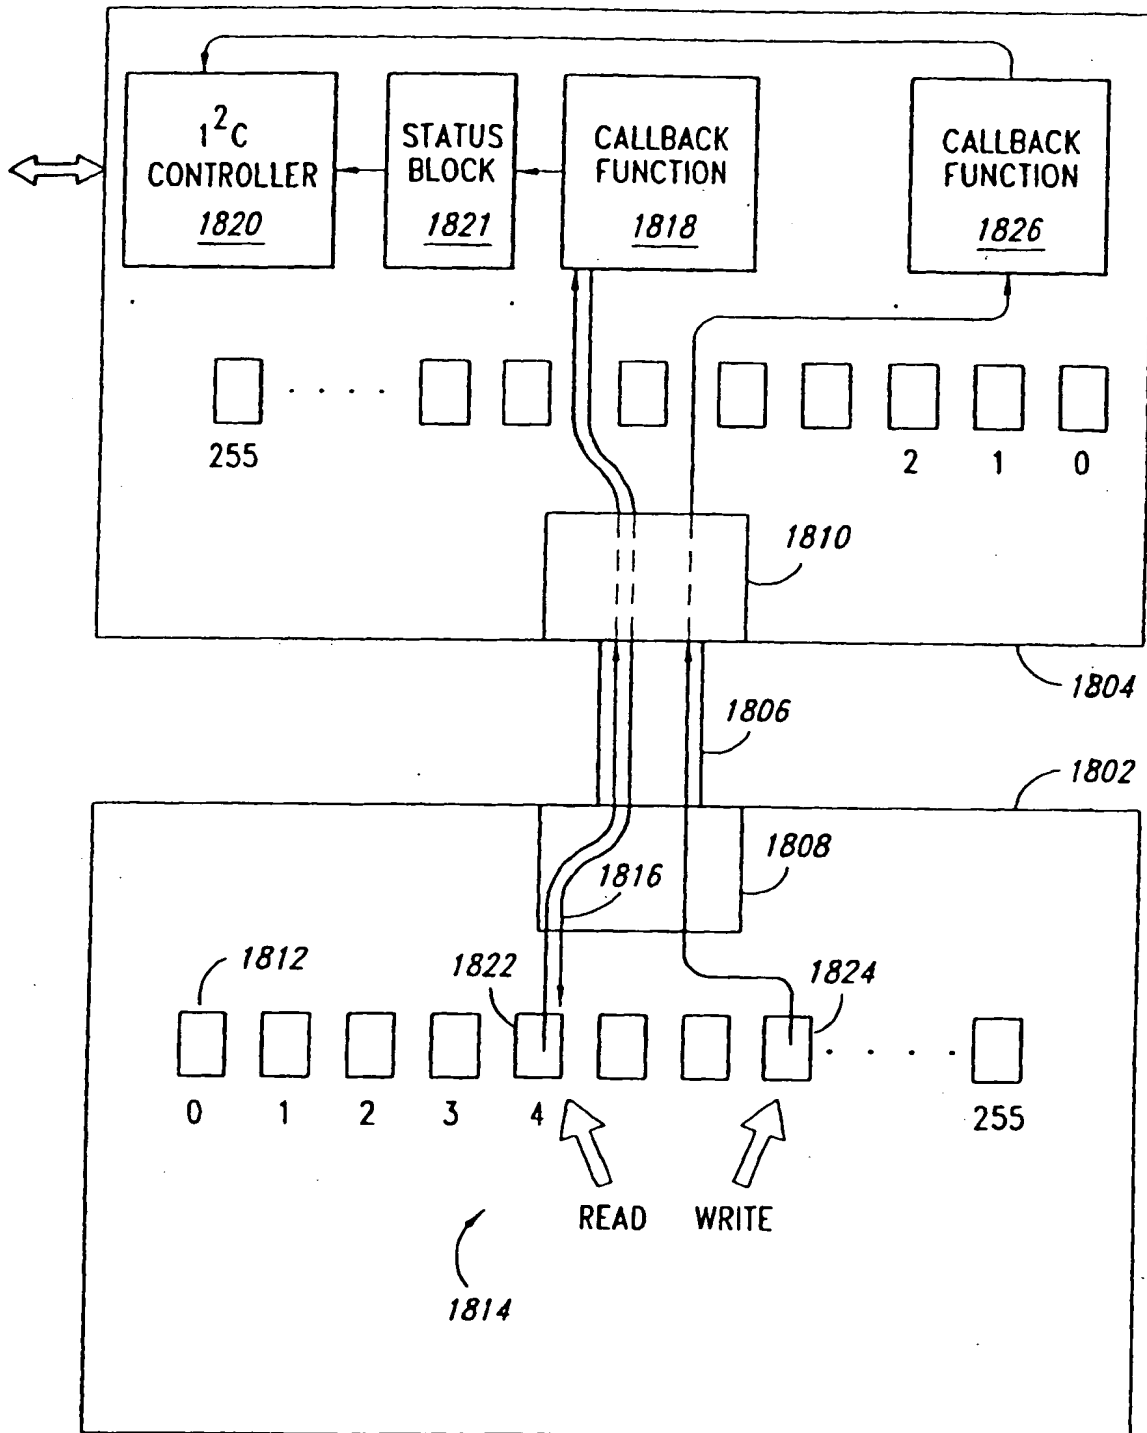 I²C
CONTROLLER
1820
STATUS
BLOCK
1821
CALLBACK
FUNCTION
1818
CALLBACK
FUNCTION
1826
255
2 1 0
1810
1804
1806
1802
1808
1816
1812
1822
1824
0 1 2 3 4 255
READ WRITE
1814